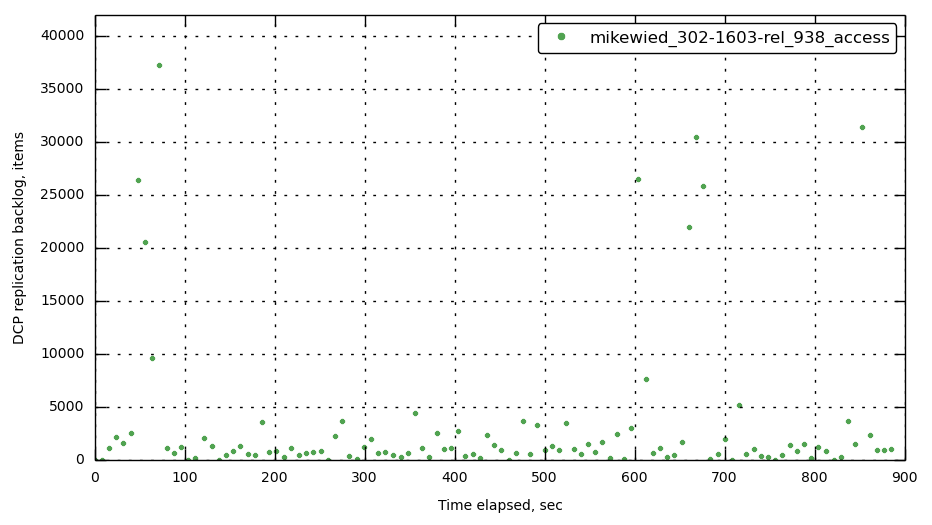 mikewied_302-1603-rel_938_access
40000
35000
30000
25000
20000
15000
10000
5000
0
DCP replication backlog, items
0 100 200 300 400 500 600 700 800 900
Time elapsed, sec